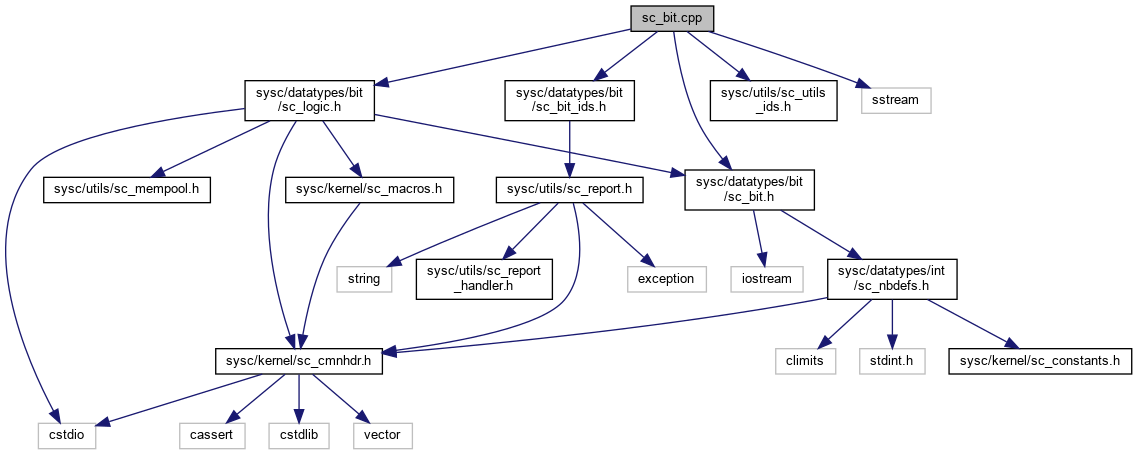 sc_bit.cpp
sysc/datatypes/bit
/sc_logic.h
sysc/datatypes/bit
/sc_bit_ids.h
sysc/utils/sc_utils
_ids.h
sstream
sysc/utils/sc_mempool.h
sysc/kernel/sc_macros.h
sysc/utils/sc_report.h
sysc/datatypes/bit
/sc_bit.h
string
sysc/utils/sc_report
_handler.h
exception
iostream
sysc/datatypes/int
/sc_nbdefs.h
sysc/kernel/sc_cmnhdr.h
climits
stdint.h
sysc/kernel/sc_constants.h
cstdio
cassert
cstdlib
vector